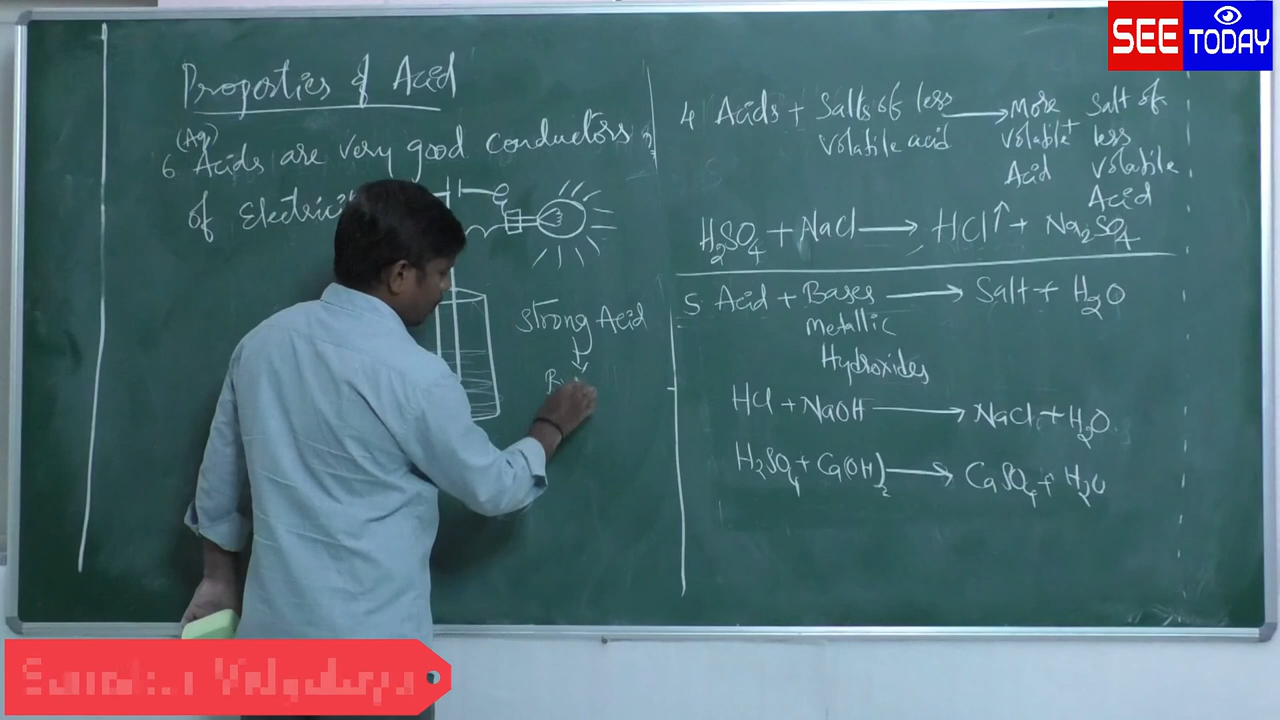 SEE TODAY
Properties of Acid
(Aq)
6 Acids are very good conductors
of Electricit
strong Acid
4 Acids + Salts of less ⟶ More Salt of
volatile acid volatile + less
Acid volatile
Acid
H₂SO₄ + NaCl ⟶ HCl↑ + Na₂SO₄
5 Acid + Bases ⟶ Salt + H₂O
Metallic
Hydroxides
HCl + NaOH ⟶ NaCl + H₂O
H₂SO₄ + Ca(OH)₂ ⟶ CaSO₄ + H₂O